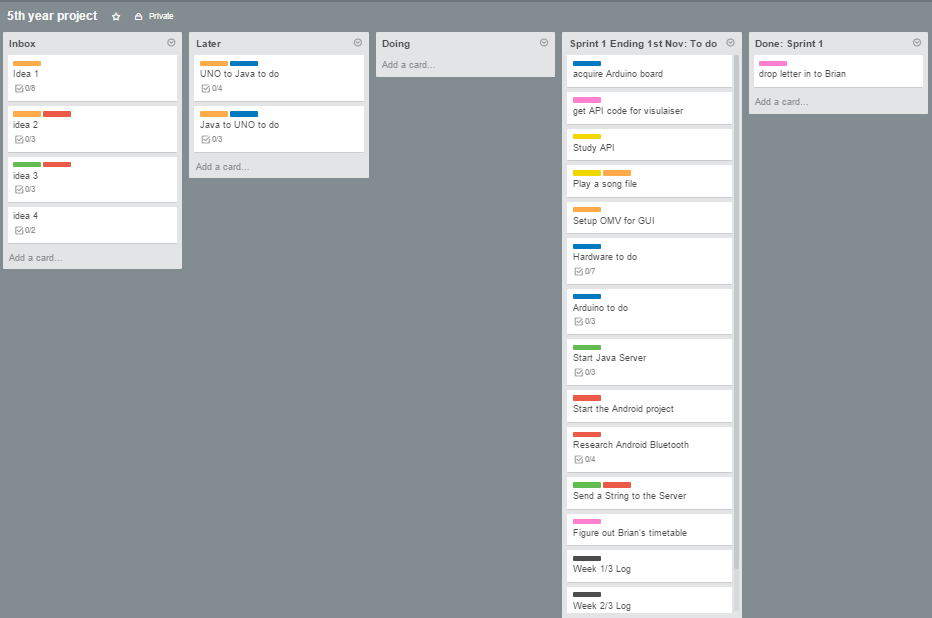 5th year project
Private
Inbox
Idea 1
0/8
idea 2
0/3
idea 3
0/3
idea 4
0/2
Add a card...
Later
UNO to Java to do
0/4
Java to UNO to do
0/3
Add a card...
Doing
Add a card...
Sprint 1 Ending 1st Nov: To do
acquire Arduino board
get API code for visulaiser
Study API
Play a song file
Setup OMV for GUI
Hardware to do
0/7
Arduino to do
0/3
Start Java Server
0/3
Start the Android project
Research Android Bluetooth
0/4
Send a String to the Server
Figure out Brian's timetable
Week 1/3 Log
Week 2/3 Log
Done: Sprint 1
drop letter in to Brian
Add a card...